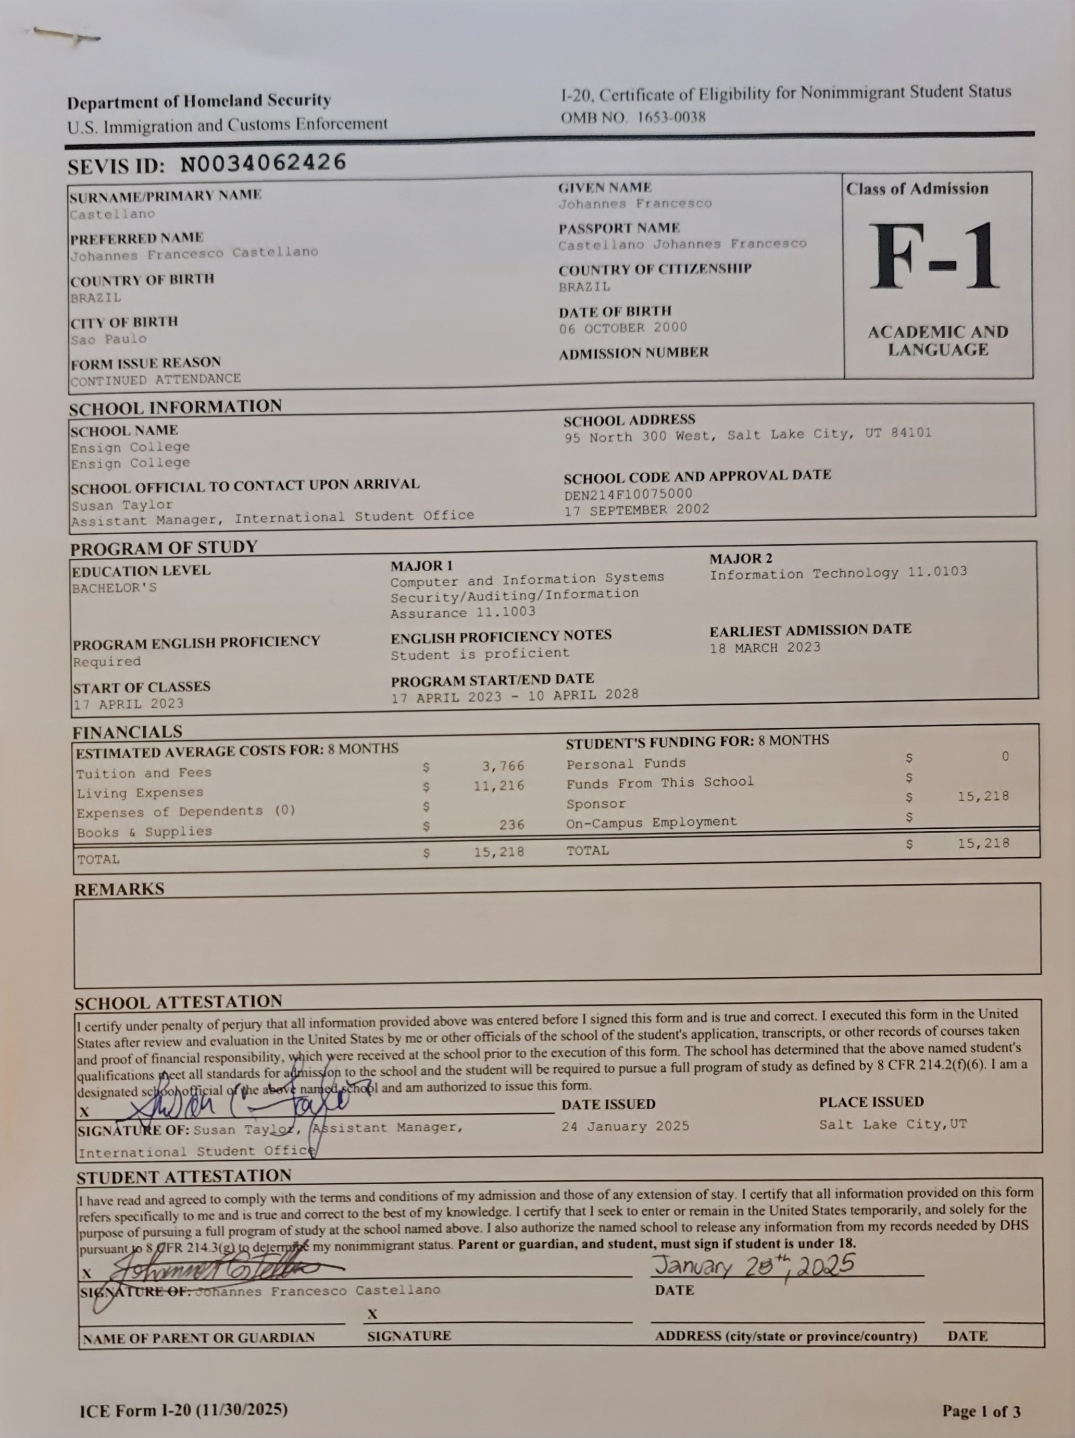 Department of Homeland Security
U.S. Immigration and Customs Enforcement
I-20, Certificate of Eligibility for Nonimmigrant Student Status
OMB NO. 1653-0038
SEVIS ID: N0034062426
SURNAME/PRIMARY NAME
Castellano
GIVEN NAME
Johannes Francesco
Class of Admission
PREFERRED NAME
Johannes Francesco Castellano
PASSPORT NAME
Castellano Johannes Francesco
F-1
COUNTRY OF BIRTH
BRAZIL
COUNTRY OF CITIZENSHIP
BRAZIL
CITY OF BIRTH
Sao Paulo
DATE OF BIRTH
06 OCTOBER 2000
ACADEMIC AND
LANGUAGE
FORM ISSUE REASON
CONTINUED ATTENDANCE
ADMISSION NUMBER
SCHOOL INFORMATION
SCHOOL NAME
Ensign College
Ensign College
SCHOOL ADDRESS
95 North 300 West, Salt Lake City, UT 84101
SCHOOL OFFICIAL TO CONTACT UPON ARRIVAL
Susan Taylor
Assistant Manager, International Student Office
SCHOOL CODE AND APPROVAL DATE
DEN214F10075000
17 SEPTEMBER 2002
PROGRAM OF STUDY
EDUCATION LEVEL
BACHELOR'S
MAJOR 1
Computer and Information Systems
Security/Auditing/Information
Assurance 11.1003
MAJOR 2
Information Technology 11.0103
PROGRAM ENGLISH PROFICIENCY
Required
ENGLISH PROFICIENCY NOTES
Student is proficient
EARLIEST ADMISSION DATE
18 MARCH 2023
START OF CLASSES
17 APRIL 2023
PROGRAM START/END DATE
17 APRIL 2023 - 10 APRIL 2028
FINANCIALS
ESTIMATED AVERAGE COSTS FOR: 8 MONTHS
Tuition and Fees $ 3,766
Living Expenses $ 11,216
Expenses of Dependents (0) $
Books & Supplies $ 236
TOTAL $ 15,218
STUDENT'S FUNDING FOR: 8 MONTHS
Personal Funds $ 0
Funds From This School $
Sponsor $ 15,218
On-Campus Employment $
TOTAL $ 15,218
REMARKS
SCHOOL ATTESTATION
I certify under penalty of perjury that all information provided above was entered before I signed this form and is true and correct. I executed this form in the United
States after review and evaluation in the United States by me or other officials of the school of the student's application, transcripts, or other records of courses taken
and proof of financial responsibility, which were received at the school prior to the execution of this form. The school has determined that the above named student's
qualifications meet all standards for admission to the school and the student will be required to pursue a full program of study as defined by 8 CFR 214.2(f)(6). I am a
designated school official of the above named school and am authorized to issue this form.
X
SIGNATURE OF: Susan Taylor, Assistant Manager,
International Student Office
DATE ISSUED
24 January 2025
PLACE ISSUED
Salt Lake City,UT
STUDENT ATTESTATION
I have read and agreed to comply with the terms and conditions of my admission and those of any extension of stay. I certify that all information provided on this form
refers specifically to me and is true and correct to the best of my knowledge. I certify that I seek to enter or remain in the United States temporarily, and solely for the
purpose of pursuing a full program of study at the school named above. I also authorize the named school to release any information from my records needed by DHS
pursuant to 8 CFR 214.3(g) to determine my nonimmigrant status. Parent or guardian, and student, must sign if student is under 18.
X Johannes Castellano
January 28th, 2025
SIGNATURE OF: Johannes Francesco Castellano
DATE
X
NAME OF PARENT OR GUARDIAN
SIGNATURE
ADDRESS (city/state or province/country)
DATE
ICE Form I-20 (11/30/2025)
Page 1 of 3